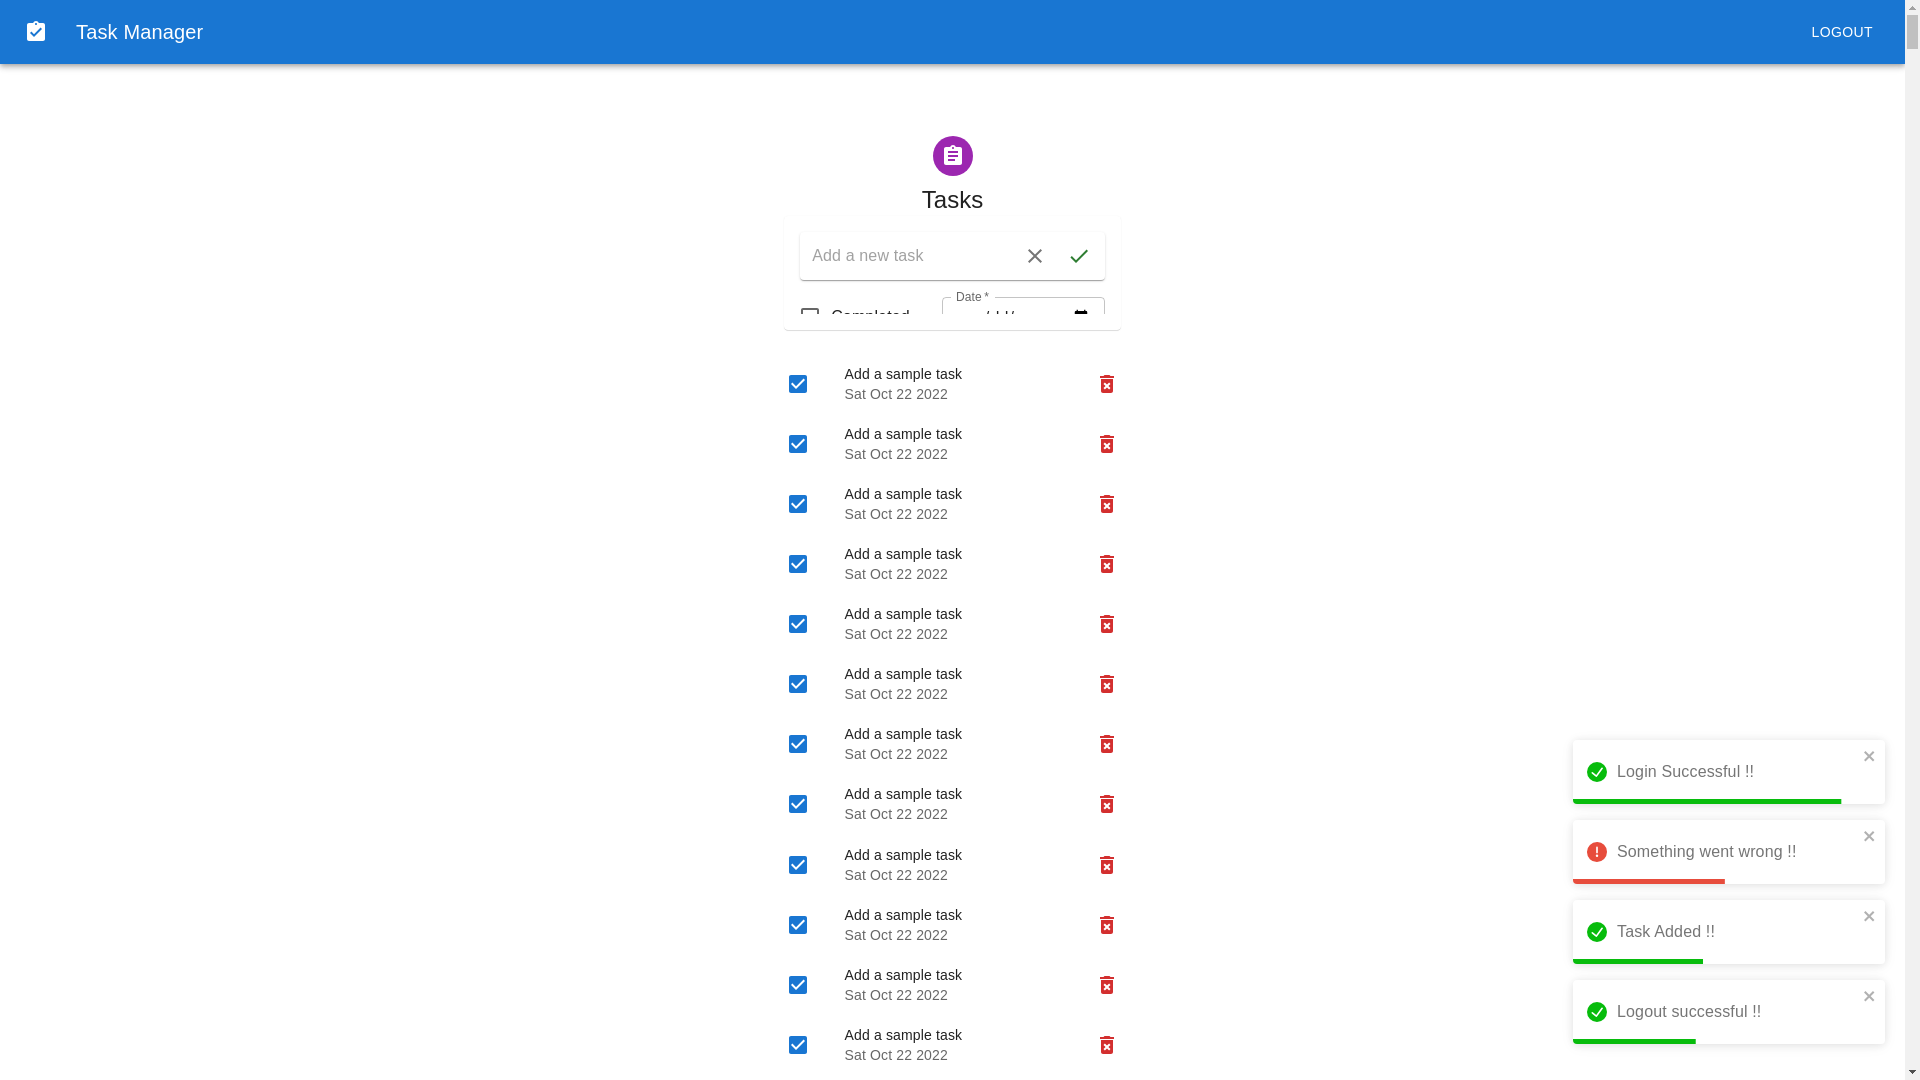 Task Manager
LOGOUT
Tasks
Add a new task
Date *
Completed
Add a sample task
Sat Oct 22 2022
Add a sample task
Sat Oct 22 2022
Add a sample task
Sat Oct 22 2022
Add a sample task
Sat Oct 22 2022
Add a sample task
Sat Oct 22 2022
Add a sample task
Sat Oct 22 2022
Add a sample task
Sat Oct 22 2022
Add a sample task
Sat Oct 22 2022
Add a sample task
Sat Oct 22 2022
Add a sample task
Sat Oct 22 2022
Add a sample task
Sat Oct 22 2022
Add a sample task
Sat Oct 22 2022
Login Successful !!
Something went wrong !!
Task Added !!
Logout successful !!